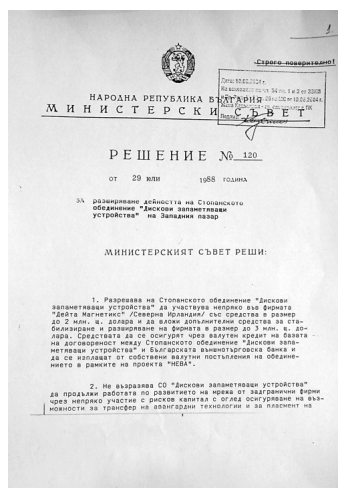 1.
Строго поверително!
НАРОДНА РЕПУБЛИКА БЪЛГАРИЯ
МИНИСТЕРСКИ СЪВЕТ
РЕШЕНИЕ № 120
от 29 юли 1988 година
за разширяване дейността на Стопанското
обединение "Дискови запаметяващи
устройства" на Западния пазар
МИНИСТЕРСКИЯТ СЪВЕТ РЕШИ:
1. Разрешава на Стопанското обединение "Дискови
запаметяващи устройства" да участвува непряко във фирмата
"Дейта Магнетикс" /Северна Ирландия/ със средства в размер
до 2 млн. щ. долара и да вложи допълнителни средства за ста-
билизиране и разширяване на фирмата в размер до 3 млн. щ. до-
лара. Средствата да се осигурят чрез валутен кредит на базата
на договореност между Стопанското обединение "Дискови запа-
метяващи устройства" и Българската външнотърговска банка и
да се изплащат от собствени валутни постъпления на обединени-
ето в рамките на проекта "НЕВА".
2. Не възразява СО "Дискови запаметяващи устройства"
да продължи работата по развитието на мрежа от задгранични фирми
чрез непряко участие с рисков капитал с оглед осигуряване на въз-
можности за трансфер на авангардни технологии и за пласмент на